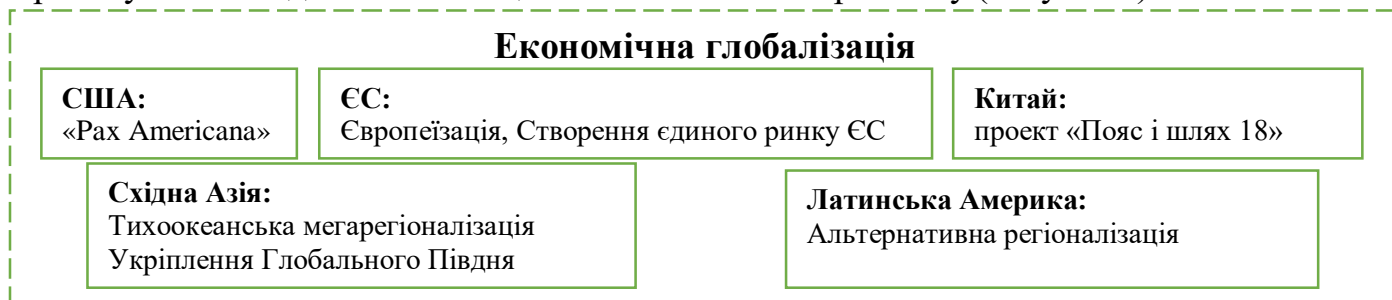 Економічна глобалізація
США:
«Pax Americana»
ЄС:
Європеїзація, Створення єдиного ринку ЄС
Китай:
проект «Пояс і шлях 18»
Східна Азія:
Тихоокеанська мегарегіоналізація
Укріплення Глобального Півдня
Латинська Америка:
Альтернативна регіоналізація